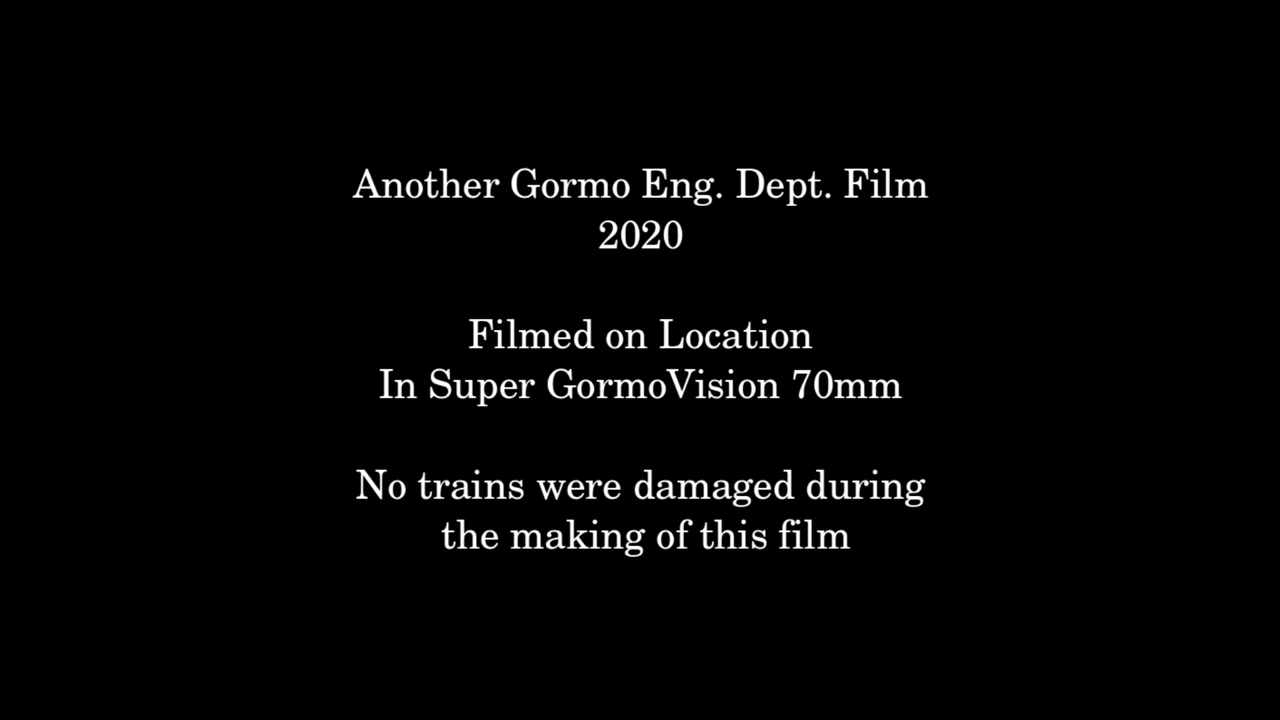 Another Gormo Eng. Dept. Film
2020
Filmed on Location
In Super GormoVision 70mm
No trains were damaged during
the making of this film